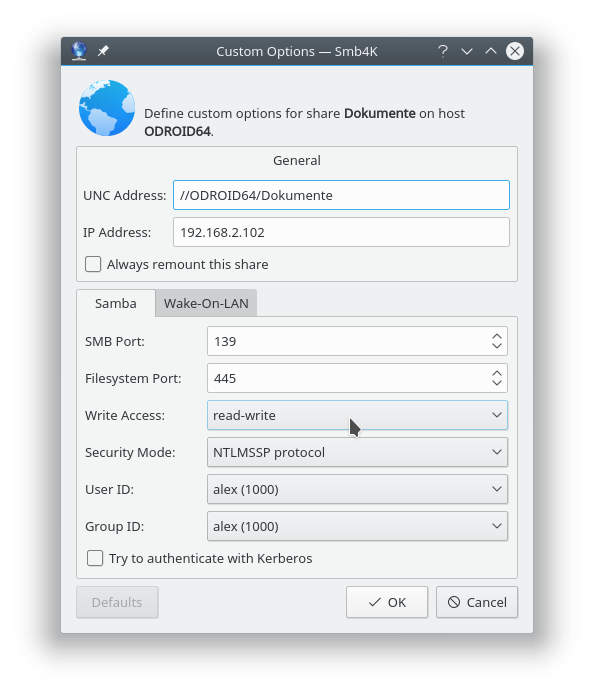 Custom Options — Smb4K
Define custom options for share Dokumente on host
ODROID64.
General
UNC Address: //ODROID64/Dokumente
IP Address: 192.168.2.102
Always remount this share
Samba Wake-On-LAN
SMB Port: 139
Filesystem Port: 445
Write Access: read-write
Security Mode: NTLMSSP protocol
User ID: alex (1000)
Group ID: alex (1000)
Try to authenticate with Kerberos
Defaults OK Cancel